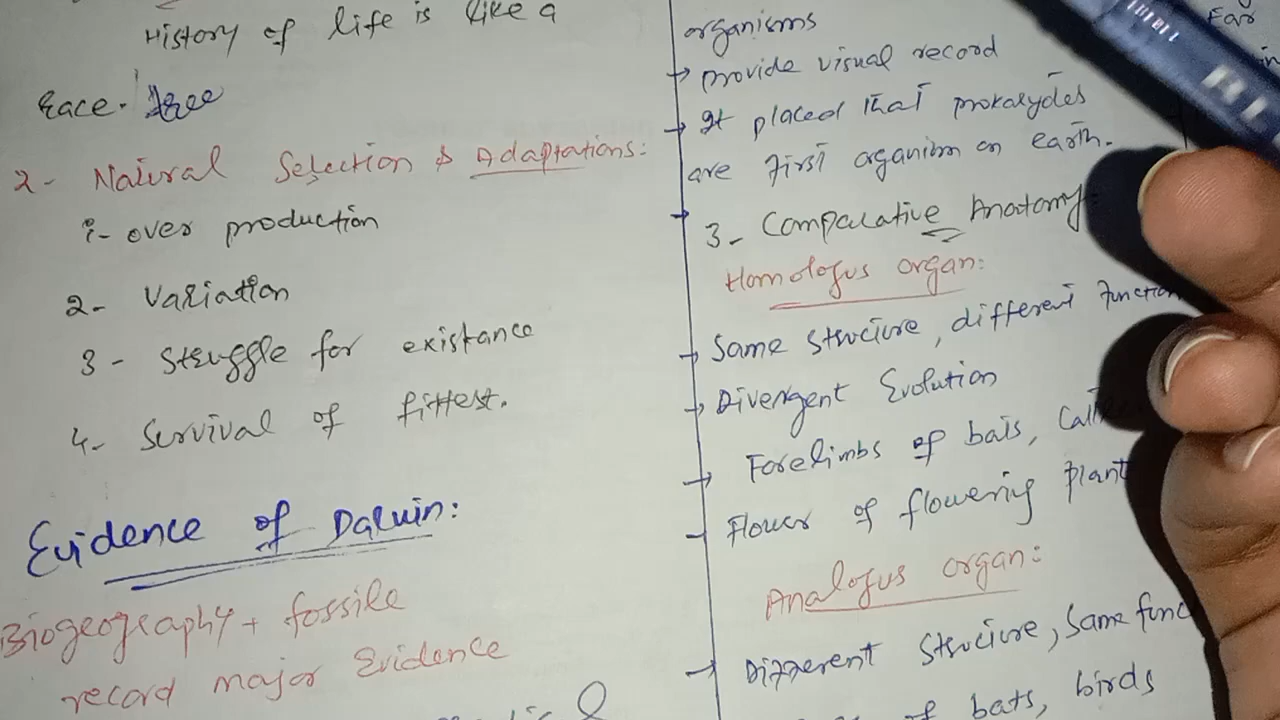 History of life is like a
Race. tree
2- Natural Selection & Adaptations:
i- over production
2- Variation
3- Struggle for existance
4- Survival of fittest.
Evidence of Darwin:
Biogeography + fossile
record major Evidence
organisms
→ provide visual record
→ It placed that prokarydes
are first organism on earth.
3- Comparative Anatomy:
Homologus organ:
→ Same structure, different function
→ Divergent Evolution
→ Forelimbs of bats,
→ Flower of flowering plant
Analogus organ:
→ Different structure, Same func
of bats, birds
Far